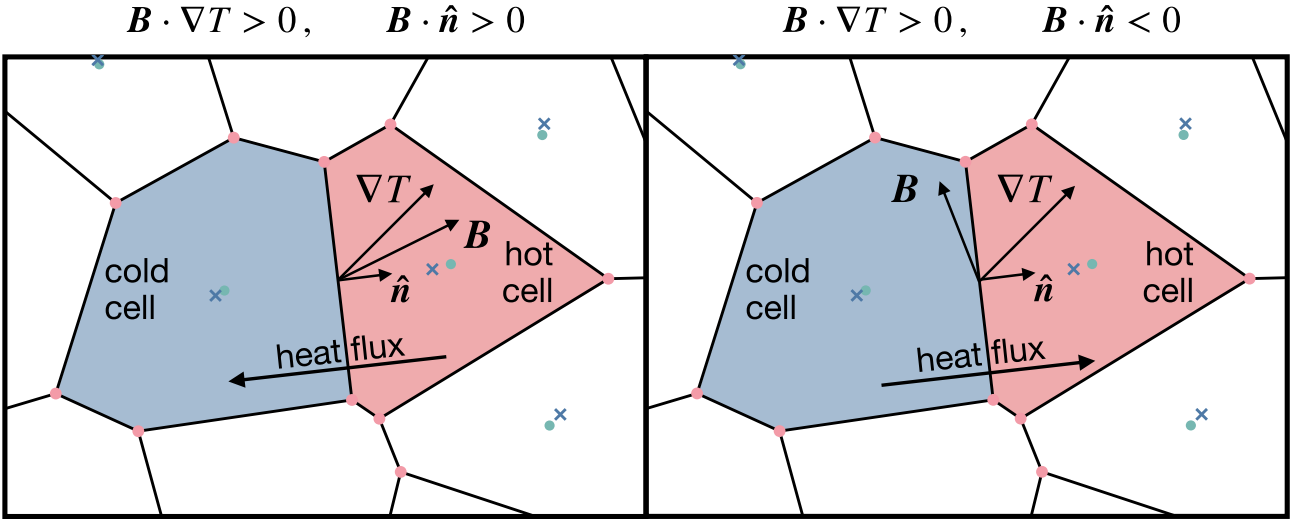 B · ∇T > 0 , B · n̂ > 0
∇T
B
n̂
hot
cell
cold
cell
heat flux
B · ∇T > 0 , B · n̂ < 0
B
∇T
n̂
hot
cell
cold
cell
heat flux